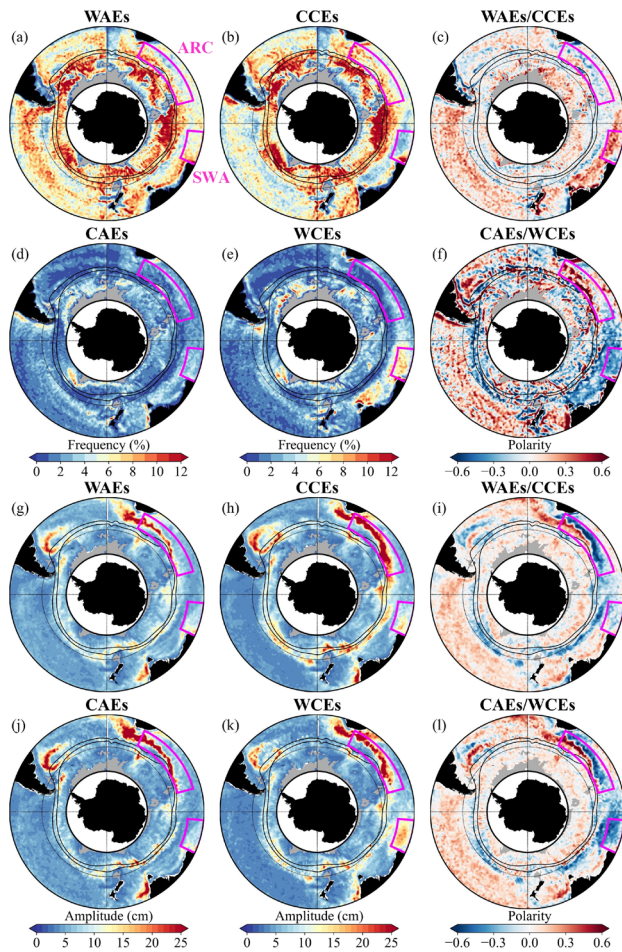 WAEs CCEs WAEs/CCEs
(a) ARC (b) (c)
SWA
CAEs WCEs CAEs/WCEs
(d) (e) (f)
Frequency (%) Frequency (%) Polarity
0 2 4 6 8 10 12 0 2 4 6 8 10 12 −0.6 −0.3 0.0 0.3 0.6
WAEs CCEs WAEs/CCEs
(g) (h) (i)
CAEs WCEs CAEs/WCEs
(j) (k) (l)
Amplitude (cm) Amplitude (cm) Polarity
0 5 10 15 20 25 0 5 10 15 20 25 −0.6 −0.3 0.0 0.3 0.6